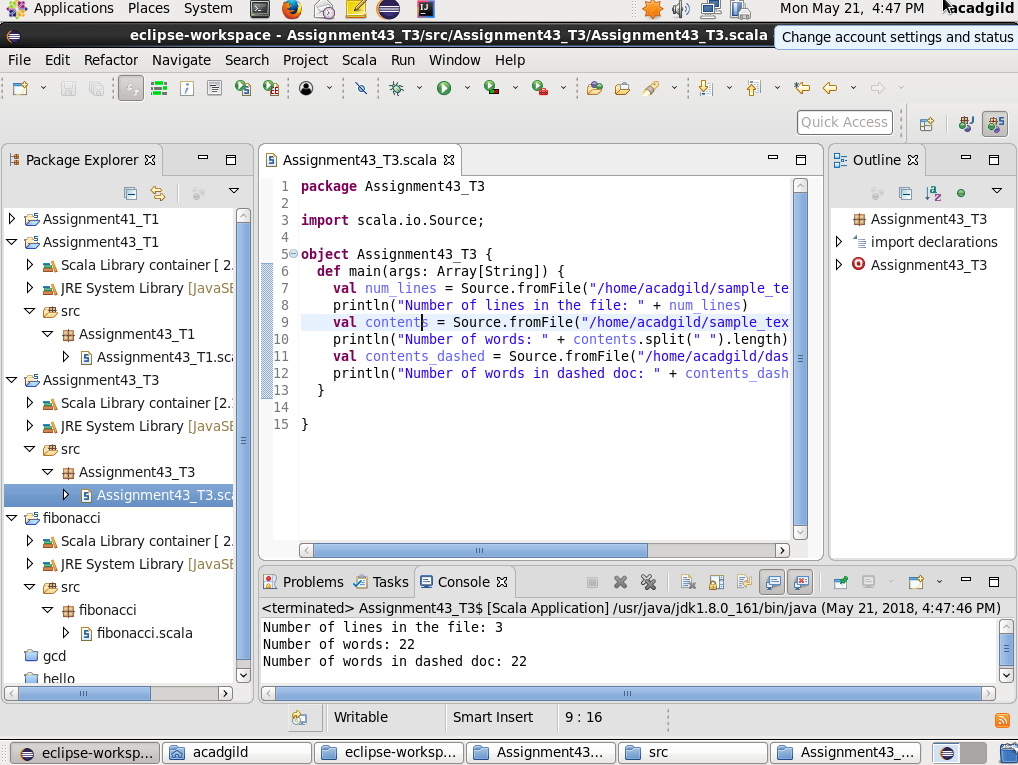 Applications Places System Mon May 21, 4:47 PM acadgild
eclipse-workspace - Assignment43_T3/src/Assignment43_T3/Assignment43_T3.scala
Change account settings and status
File Edit Refactor Navigate Search Project Scala Run Window Help
Quick Access
Package Explorer
Assignment41_T1
Assignment43_T1
Scala Library container [ 2.
JRE System Library [JavaSE
src
Assignment43_T1
Assignment43_T1.sca
Assignment43_T3
Scala Library container [2.
JRE System Library [JavaSE
src
Assignment43_T3
Assignment43_T3.sca
fibonacci
Scala Library container [ 2.
JRE System Library [JavaSE
src
fibonacci
fibonacci.scala
gcd
hello
Assignment43_T3.scala
1 package Assignment43_T3
2
3 import scala.io.Source;
4
5 object Assignment43_T3 {
6 def main(args: Array[String]) {
7 val num_lines = Source.fromFile("/home/acadgild/sample_te
8 println("Number of lines in the file: " + num_lines)
9 val contents = Source.fromFile("/home/acadgild/sample_tex
10 println("Number of words: " + contents.split(" ").length)
11 val contents_dashed = Source.fromFile("/home/acadgild/das
12 println("Number of words in dashed doc: " + contents_dash
13 }
14
15 }
Outline
Assignment43_T3
import declarations
Assignment43_T3
Problems Tasks Console
<terminated> Assignment43_T3$ [Scala Application] /usr/java/jdk1.8.0_161/bin/java (May 21, 2018, 4:47:46 PM)
Number of lines in the file: 3
Number of words: 22
Number of words in dashed doc: 22
Writable Smart Insert 9 : 16
eclipse-worksp... acadgild eclipse-worksp... Assignment43... src Assignment43_...